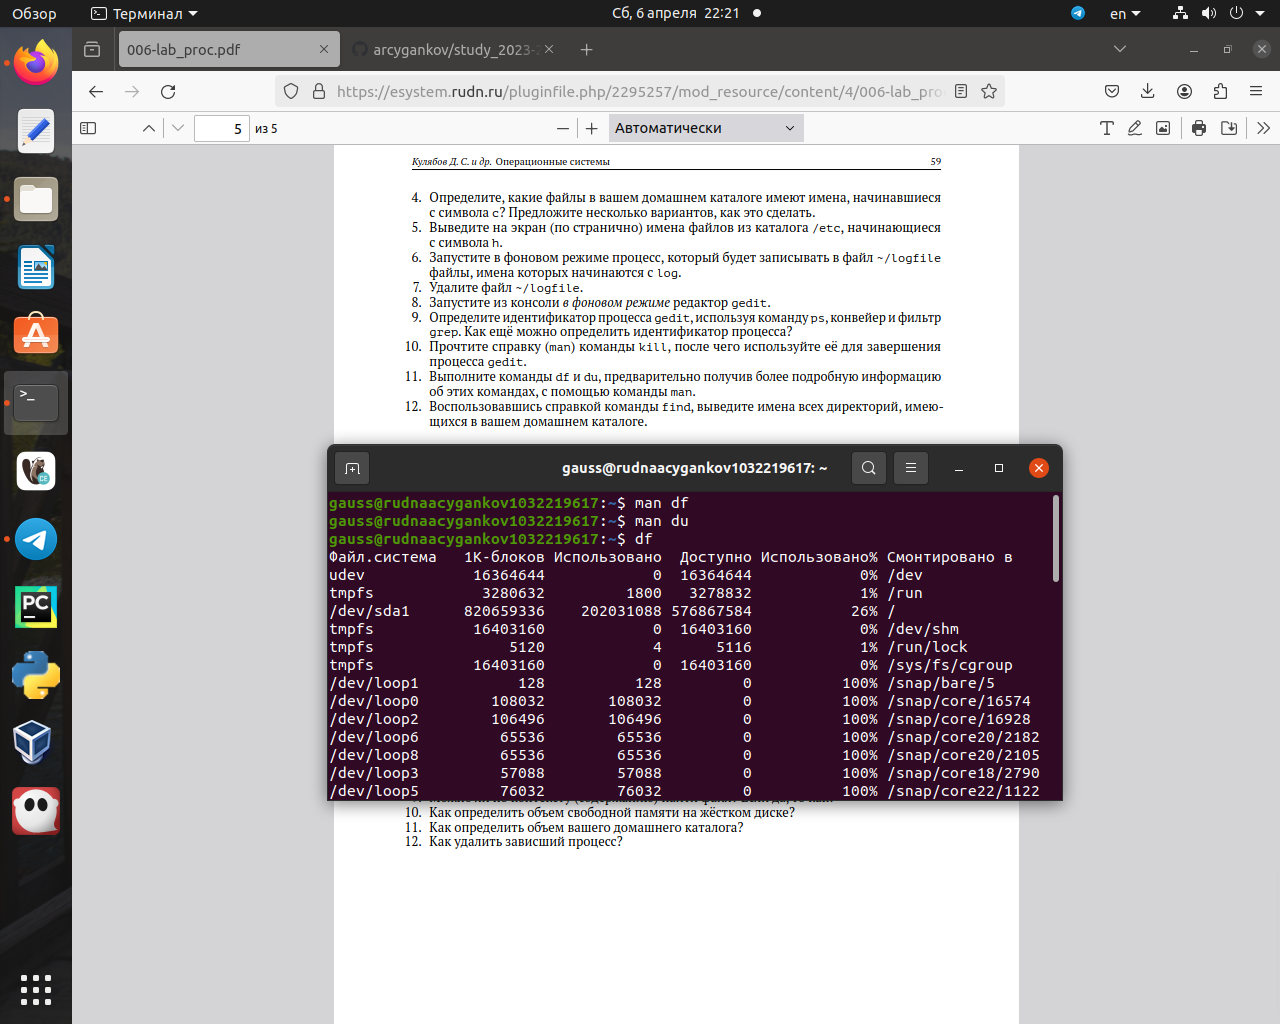 Обзор
Терминал
Сб, 6 апреля 22:21
en
006-lab_proc.pdf
arcygankov/study_2023-2
https://esystem.rudn.ru/pluginfile.php/2295257/mod_resource/content/4/006-lab_pro
5 из 5
Автоматически
Кулябов Д. С. и др. Операционные системы 59
4. Определите, какие файлы в вашем домашнем каталоге имеют имена, начинавшиеся
с символа c? Предложите несколько вариантов, как это сделать.
5. Выведите на экран (по странично) имена файлов из каталога /etc, начинающиеся
с символа h.
6. Запустите в фоновом режиме процесс, который будет записывать в файл ~/logfile
файлы, имена которых начинаются с log.
7. Удалите файл ~/logfile.
8. Запустите из консоли в фоновом режиме редактор gedit.
9. Определите идентификатор процесса gedit, используя команду ps, конвейер и фильтр
grep. Как ещё можно определить идентификатор процесса?
10. Прочтите справку (man) команды kill, после чего используйте её для завершения
процесса gedit.
11. Выполните команды df и du, предварительно получив более подробную информацию
об этих командах, с помощью команды man.
12. Воспользовавшись справкой команды find, выведите имена всех директорий, имею-
щихся в вашем домашнем каталоге.
gauss@rudnaacygankov1032219617: ~
gauss@rudnaacygankov1032219617:~$ man df
gauss@rudnaacygankov1032219617:~$ man du
gauss@rudnaacygankov1032219617:~$ df
Файл.система 1K-блоков Использовано Доступно Использовано% Смонтировано в
udev 16364644 0 16364644 0% /dev
tmpfs 3280632 1800 3278832 1% /run
/dev/sda1 820659336 202031088 576867584 26% /
tmpfs 16403160 0 16403160 0% /dev/shm
tmpfs 5120 4 5116 1% /run/lock
tmpfs 16403160 0 16403160 0% /sys/fs/cgroup
/dev/loop1 128 128 0 100% /snap/bare/5
/dev/loop0 108032 108032 0 100% /snap/core/16574
/dev/loop2 106496 106496 0 100% /snap/core/16928
/dev/loop6 65536 65536 0 100% /snap/core20/2182
/dev/loop8 65536 65536 0 100% /snap/core20/2105
/dev/loop3 57088 57088 0 100% /snap/core18/2790
/dev/loop5 76032 76032 0 100% /snap/core22/1122
10. Как определить объем свободной памяти на жёстком диске?
11. Как определить объем вашего домашнего каталога?
12. Как удалить зависший процесс?